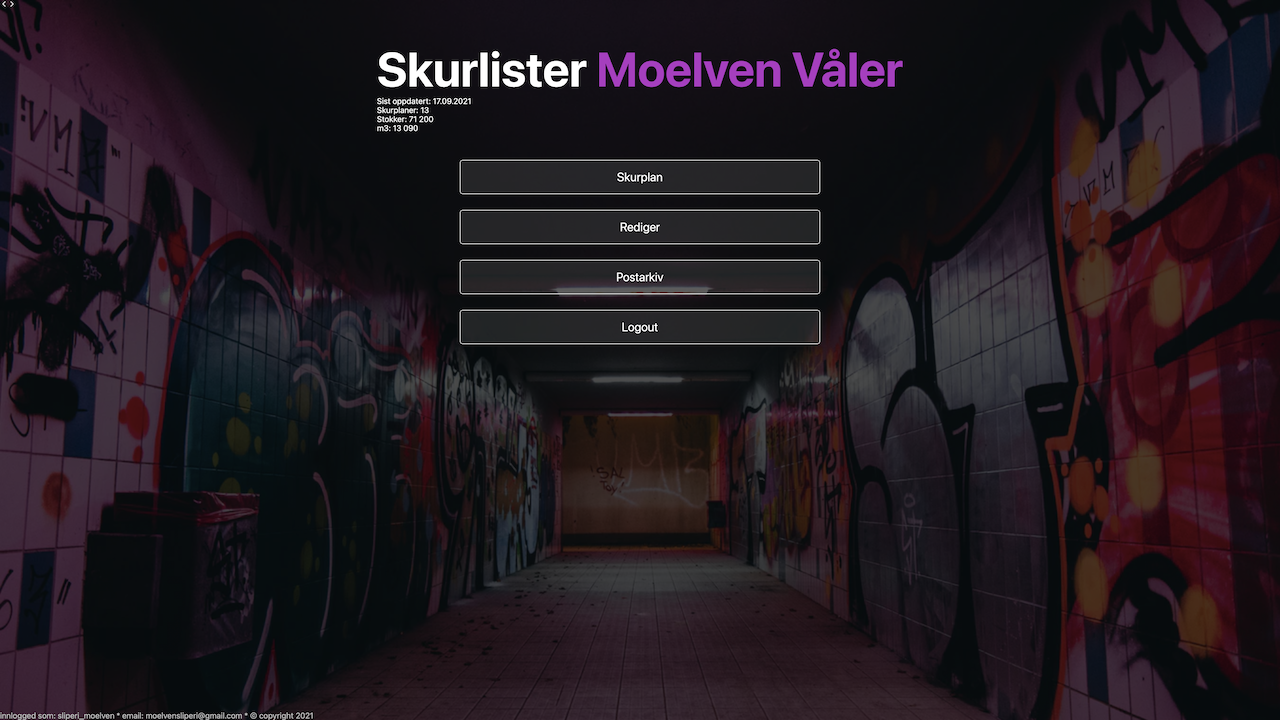 Skurlister Moelven Våler
Sist oppdatert: 17.09.2021
Skurplaner: 13
Stokker: 71 200
m3: 13 090
Skurplan
Rediger
Postarkiv
Logout
innlogged som: sliperi_moelven * email: moelvensliperi@gmail.com * © copyright 2021